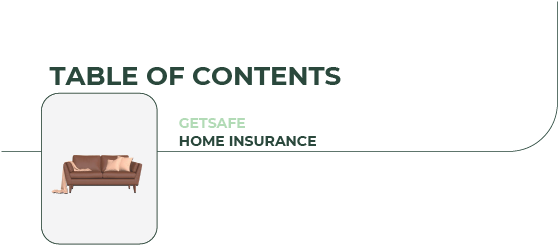 TABLE OF CONTENTS
GETSAFE
HOME INSURANCE